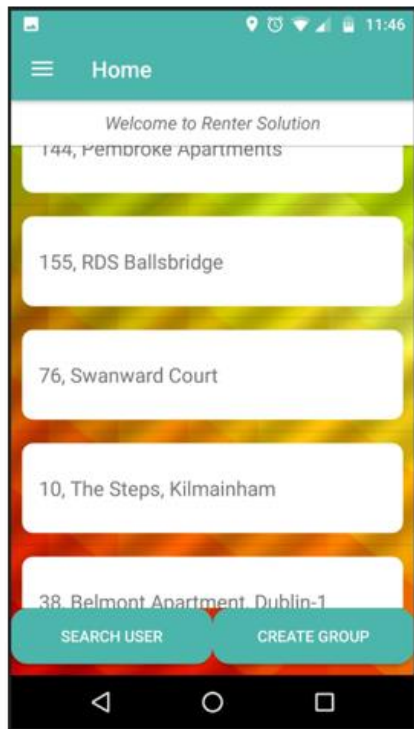 11:46
Home
Welcome to Renter Solution
144, Pembroke Apartments
155, RDS Ballsbridge
76, Swanward Court
10, The Steps, Kilmainham
38, Belmont Apartment, Dublin-1
SEARCH USER
CREATE GROUP